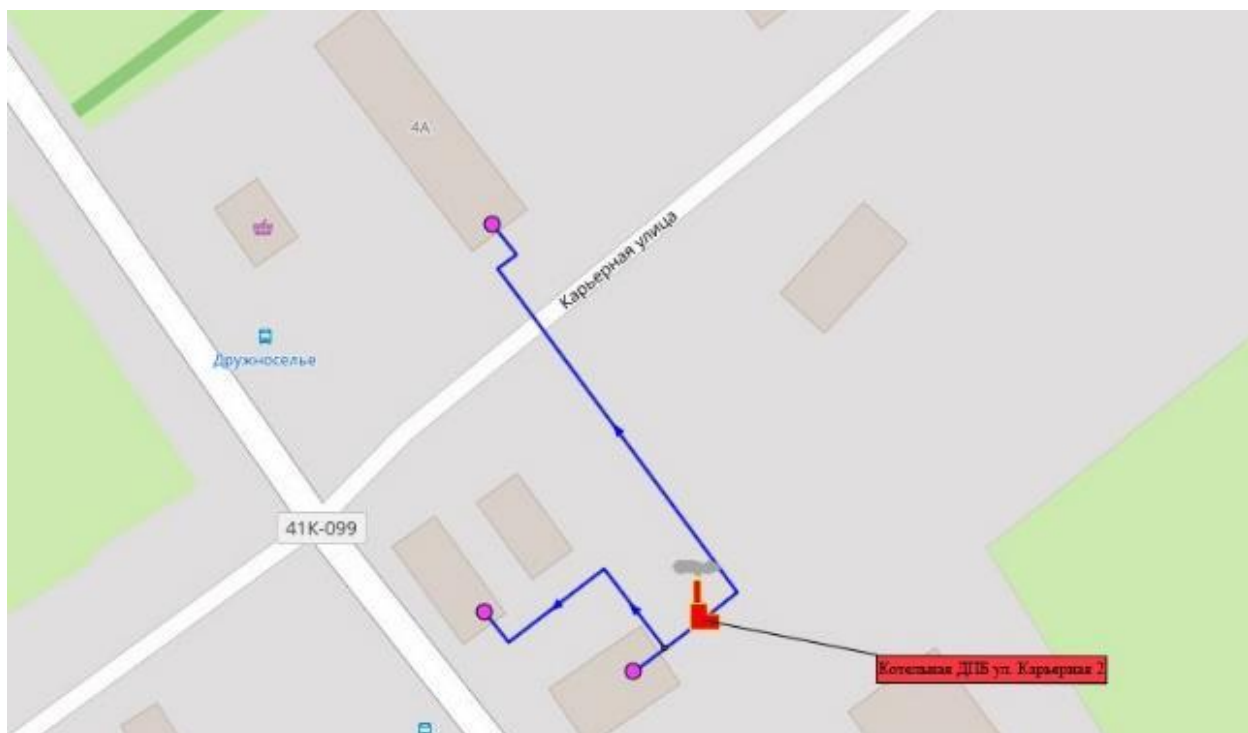 4А
Карьерная улица
Дружноселье
41К-099
Котельная ДПБ ул. Карьерная 2